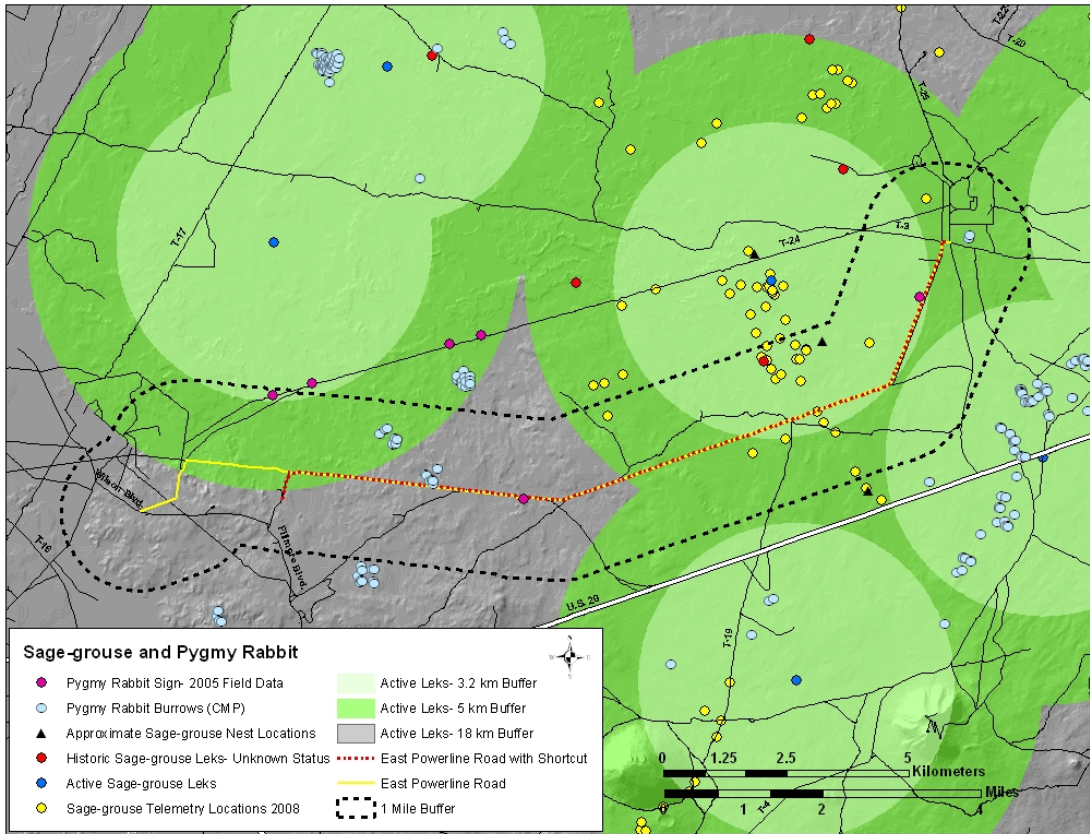 T-22
T-20
T-25
T-17
T-3
T-24
Wilson Blvd.
T-16
Fillmore Blvd.
U.S. 20
T-19
T-4
N
Sage-grouse and Pygmy Rabbit
Pygmy Rabbit Sign- 2005 Field Data
Pygmy Rabbit Burrows (CMP)
Approximate Sage-grouse Nest Locations
Historic Sage-grouse Leks- Unknown Status
Active Sage-grouse Leks
Sage-grouse Telemetry Locations 2008
Active Leks- 3.2 km Buffer
Active Leks- 5 km Buffer
Active Leks- 18 km Buffer
East Powerline Road with Shortcut
East Powerline Road
1 Mile Buffer
0 1.25 2.5 5
Kilometers
Miles
0 1 2 4